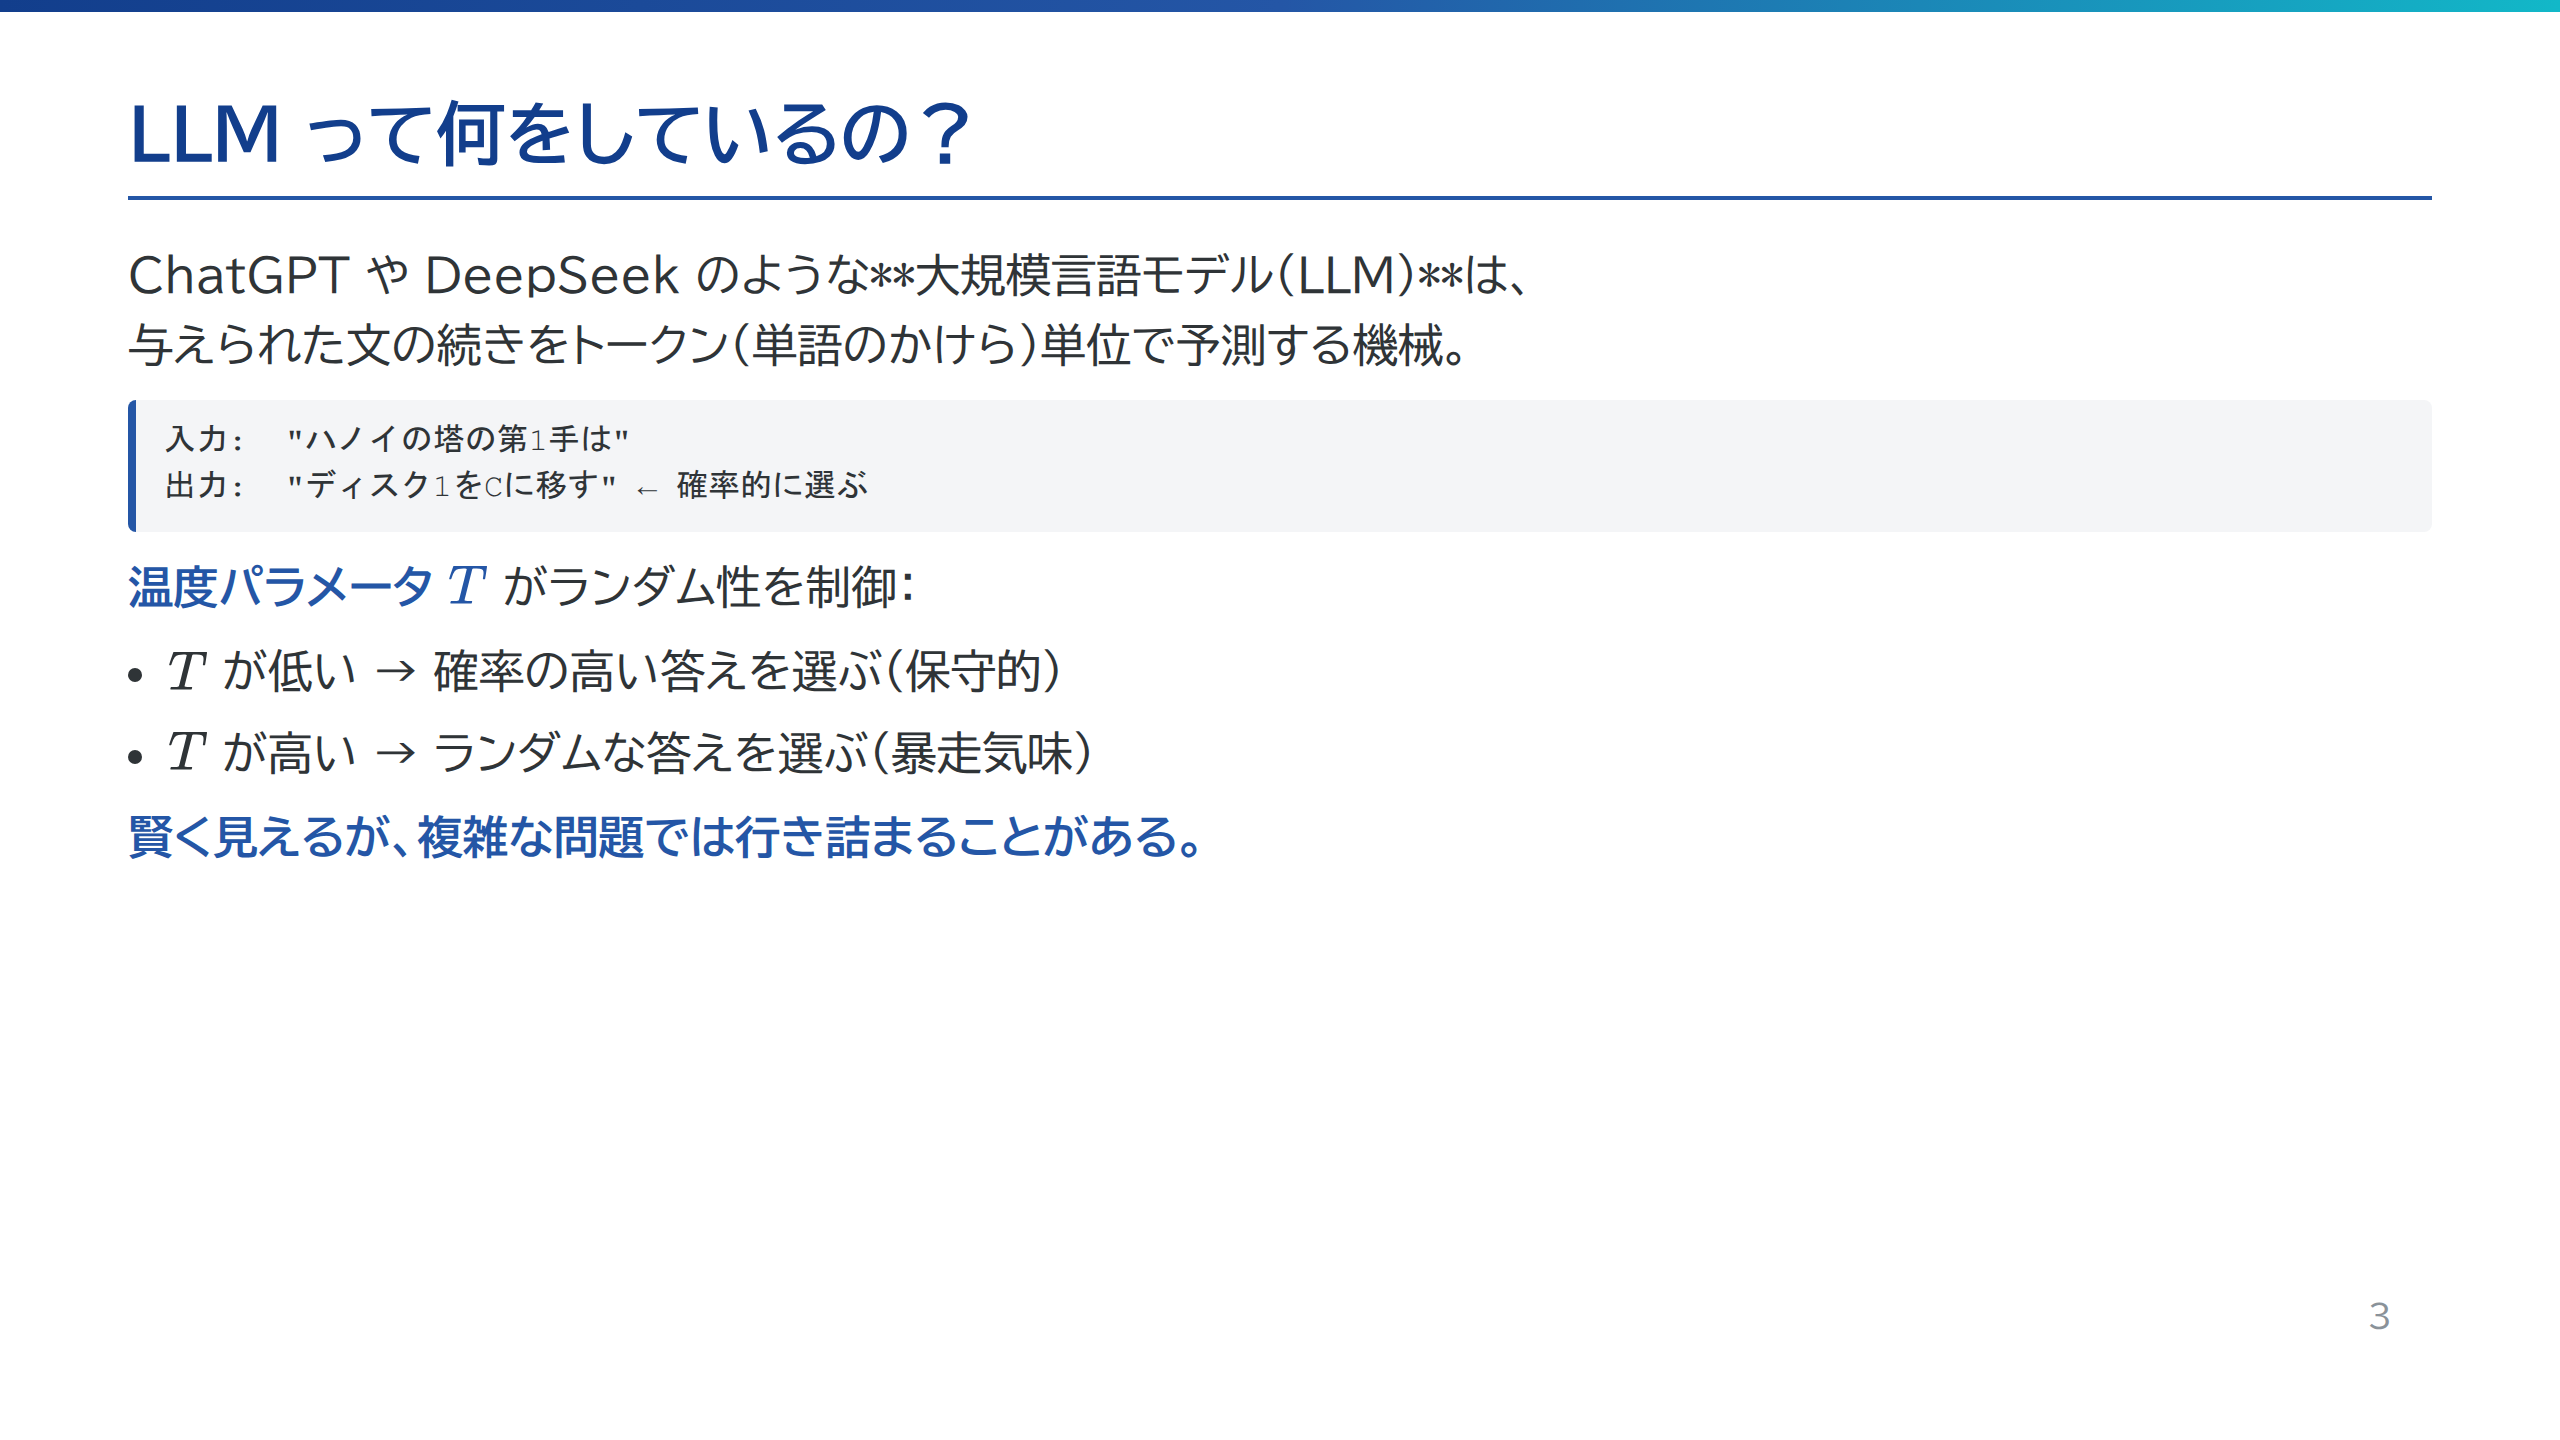 LLM って何をしているの？
ChatGPT や DeepSeek のような**大規模言語モデル（LLM）**は、
与えられた文の続きをトークン（単語のかけら）単位で予測する機械。
入力： "ハノイの塔の第1手は"
出力： "ディスク1をCに移す" ← 確率的に選ぶ
温度パラメータ T がランダム性を制御：
• T が低い → 確率の高い答えを選ぶ（保守的）
• T が高い → ランダムな答えを選ぶ（暴走気味）
賢く見えるが、複雑な問題では行き詰まることがある。
3